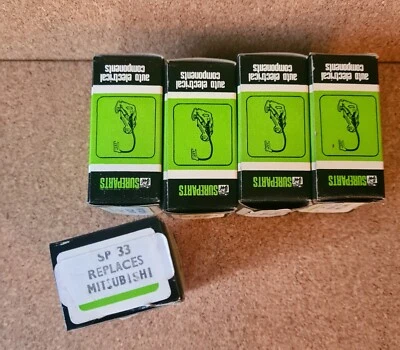 auto electrical
components
SUREPARTS
auto electrical
components
SUREPARTS
auto electrical
components
SUREPARTS
auto electrical
components
SUREPARTS
SP 33
REPLACES
MITSUBISHI